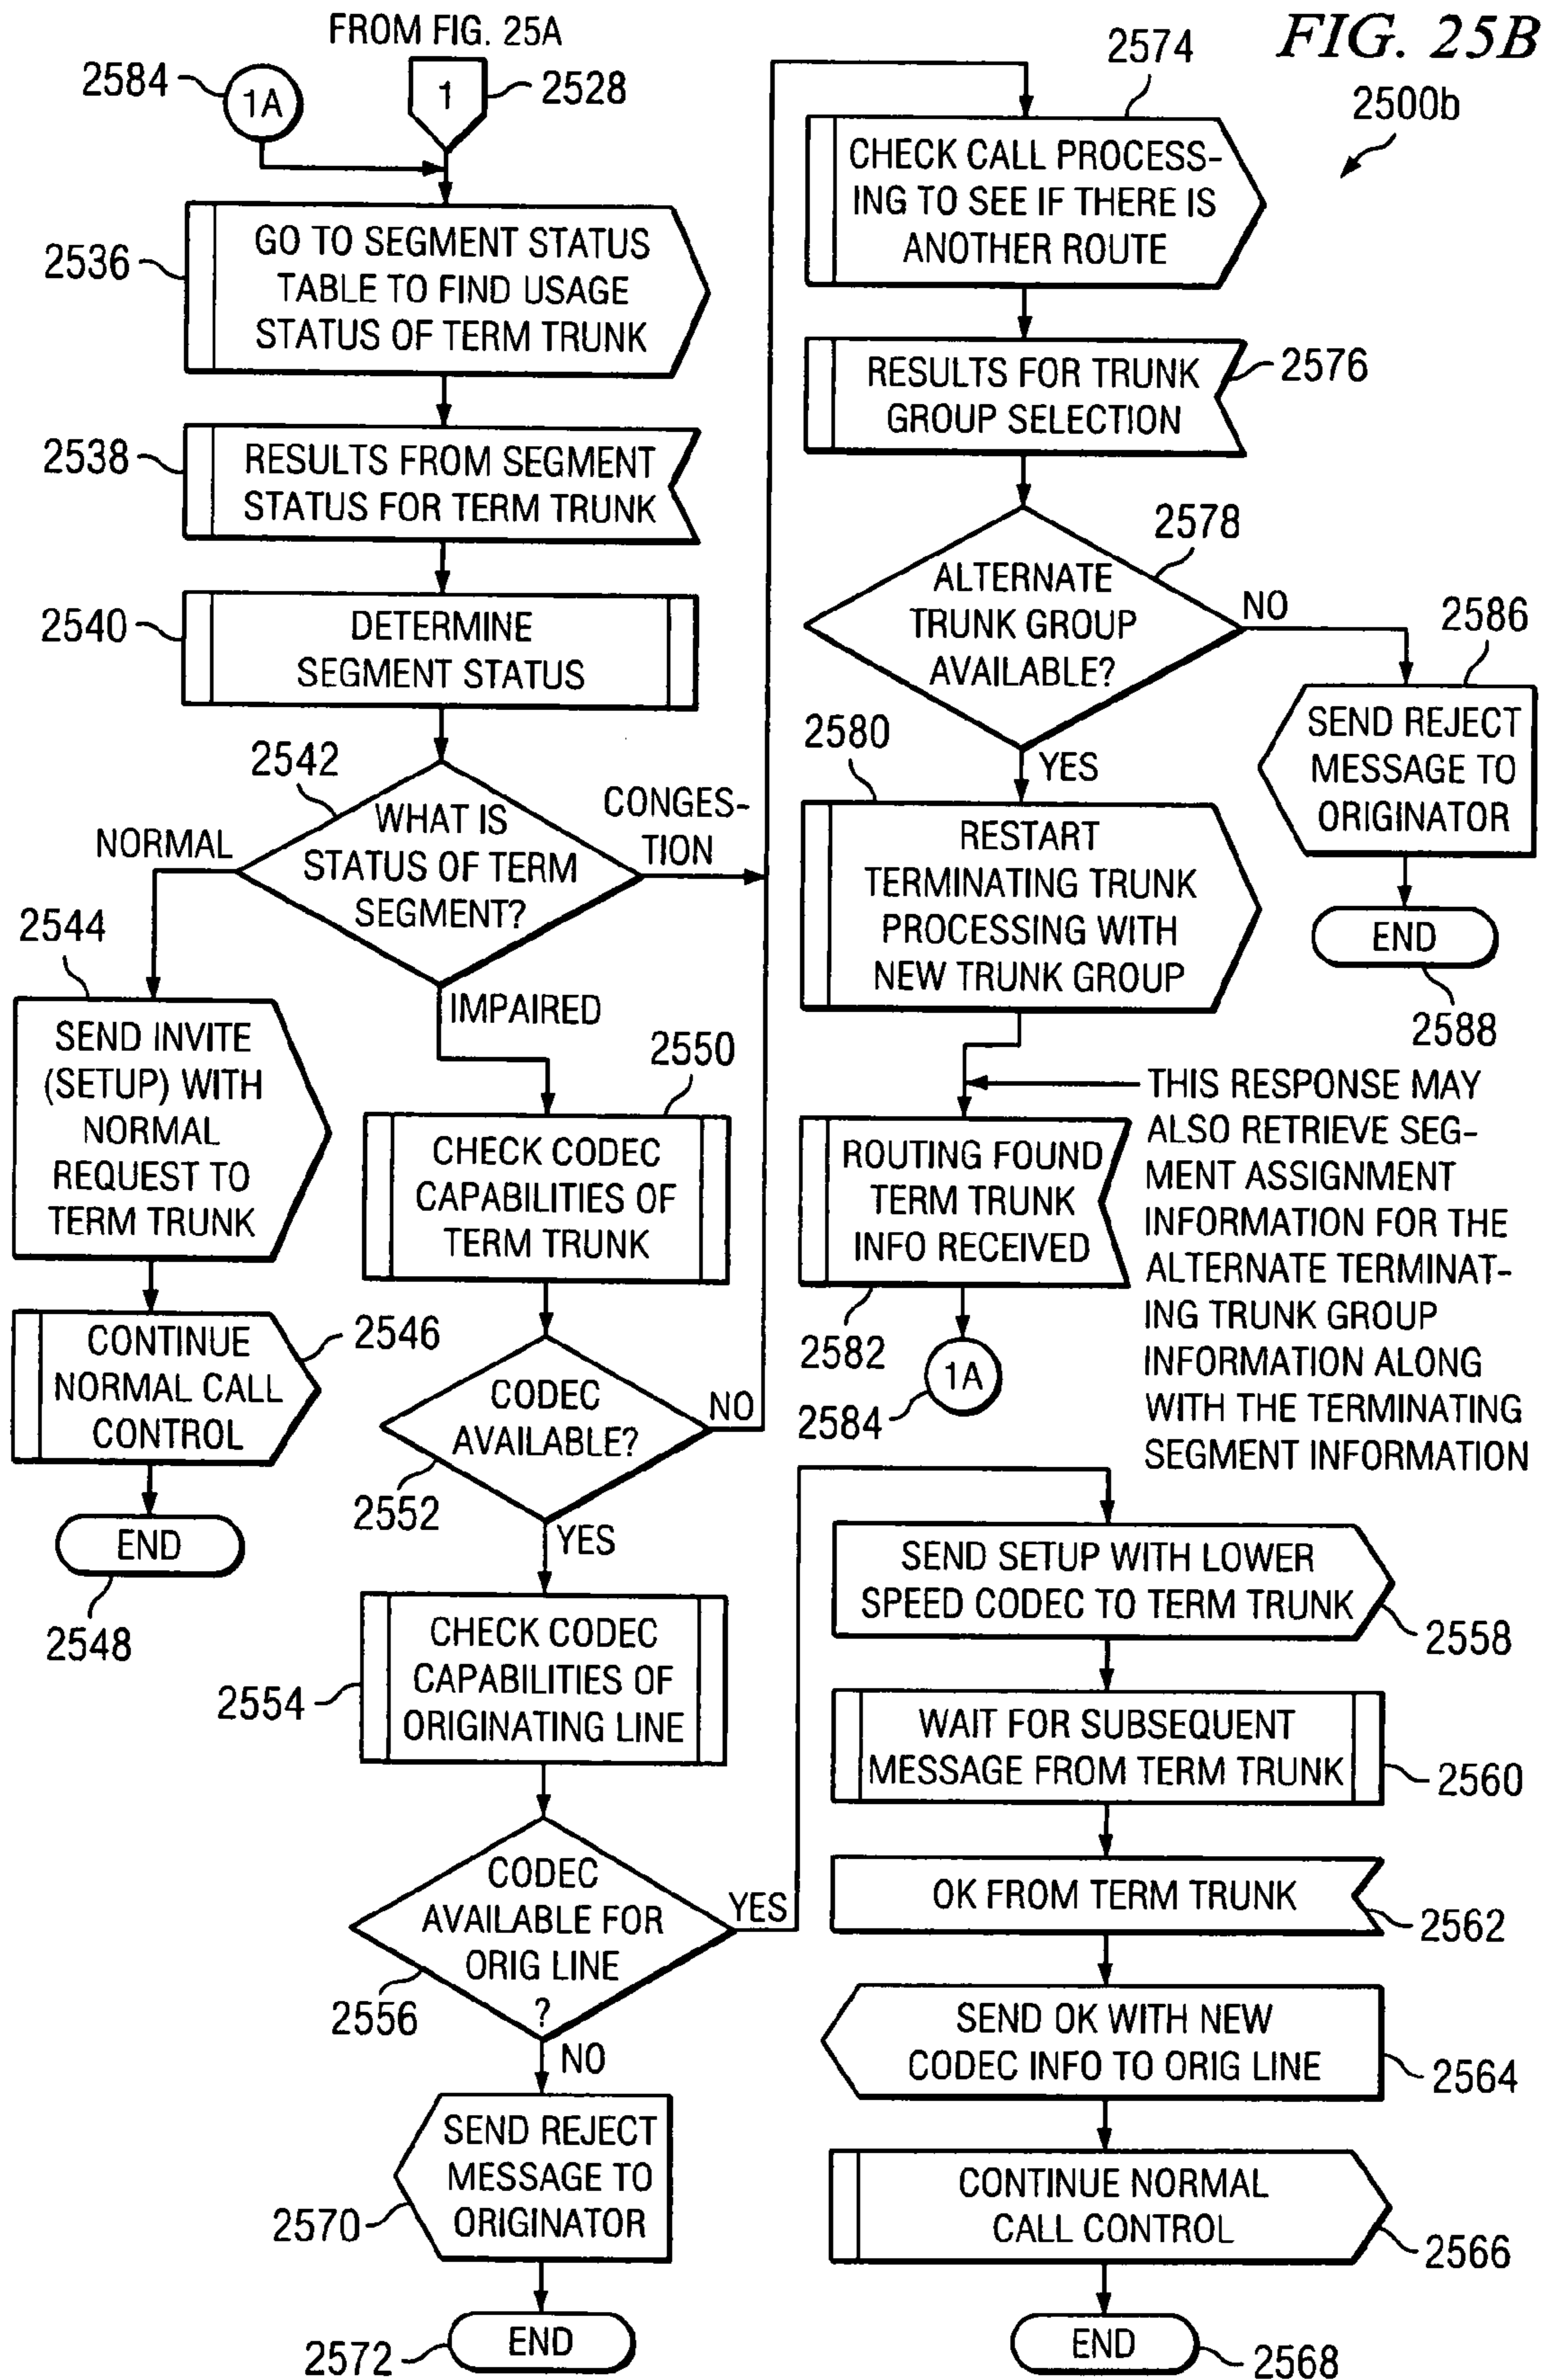 FIG. 25B
2500b
FROM FIG. 25A
2584
1A
1
2528
2536
GO TO SEGMENT STATUS
TABLE TO FIND USAGE
STATUS OF TERM TRUNK
2538
RESULTS FROM SEGMENT
STATUS FOR TERM TRUNK
2540
DETERMINE
SEGMENT STATUS
2542
WHAT IS
STATUS OF TERM
SEGMENT?
NORMAL
CONGES-
TION
IMPAIRED
2544
SEND INVITE
(SETUP) WITH
NORMAL
REQUEST TO
TERM TRUNK
CONTINUE
NORMAL CALL
CONTROL
2546
END
2548
2550
CHECK CODEC
CAPABILITIES OF
TERM TRUNK
CODEC
AVAILABLE?
NO
2552
YES
CHECK CODEC
CAPABILITIES OF
ORIGINATING LINE
2554
CODEC
AVAILABLE FOR
ORIG LINE
?
YES
2556
NO
SEND REJECT
MESSAGE TO
ORIGINATOR
2570
END
2572
2574
CHECK CALL PROCESS-
ING TO SEE IF THERE IS
ANOTHER ROUTE
RESULTS FOR TRUNK
GROUP SELECTION
2576
2578
ALTERNATE
TRUNK GROUP
AVAILABLE?
NO
2586
SEND REJECT
MESSAGE TO
ORIGINATOR
END
2588
YES
2580
RESTART
TERMINATING TRUNK
PROCESSING WITH
NEW TRUNK GROUP
THIS RESPONSE MAY
ALSO RETRIEVE SEG-
MENT ASSIGNMENT
INFORMATION FOR THE
ALTERNATE TERMINAT-
ING TRUNK GROUP
INFORMATION ALONG
WITH THE TERMINATING
SEGMENT INFORMATION
ROUTING FOUND
TERM TRUNK
INFO RECEIVED
2582
1A
2584
SEND SETUP WITH LOWER
SPEED CODEC TO TERM TRUNK
2558
WAIT FOR SUBSEQUENT
MESSAGE FROM TERM TRUNK
2560
OK FROM TERM TRUNK
2562
SEND OK WITH NEW
CODEC INFO TO ORIG LINE
2564
CONTINUE NORMAL
CALL CONTROL
2566
END
2568